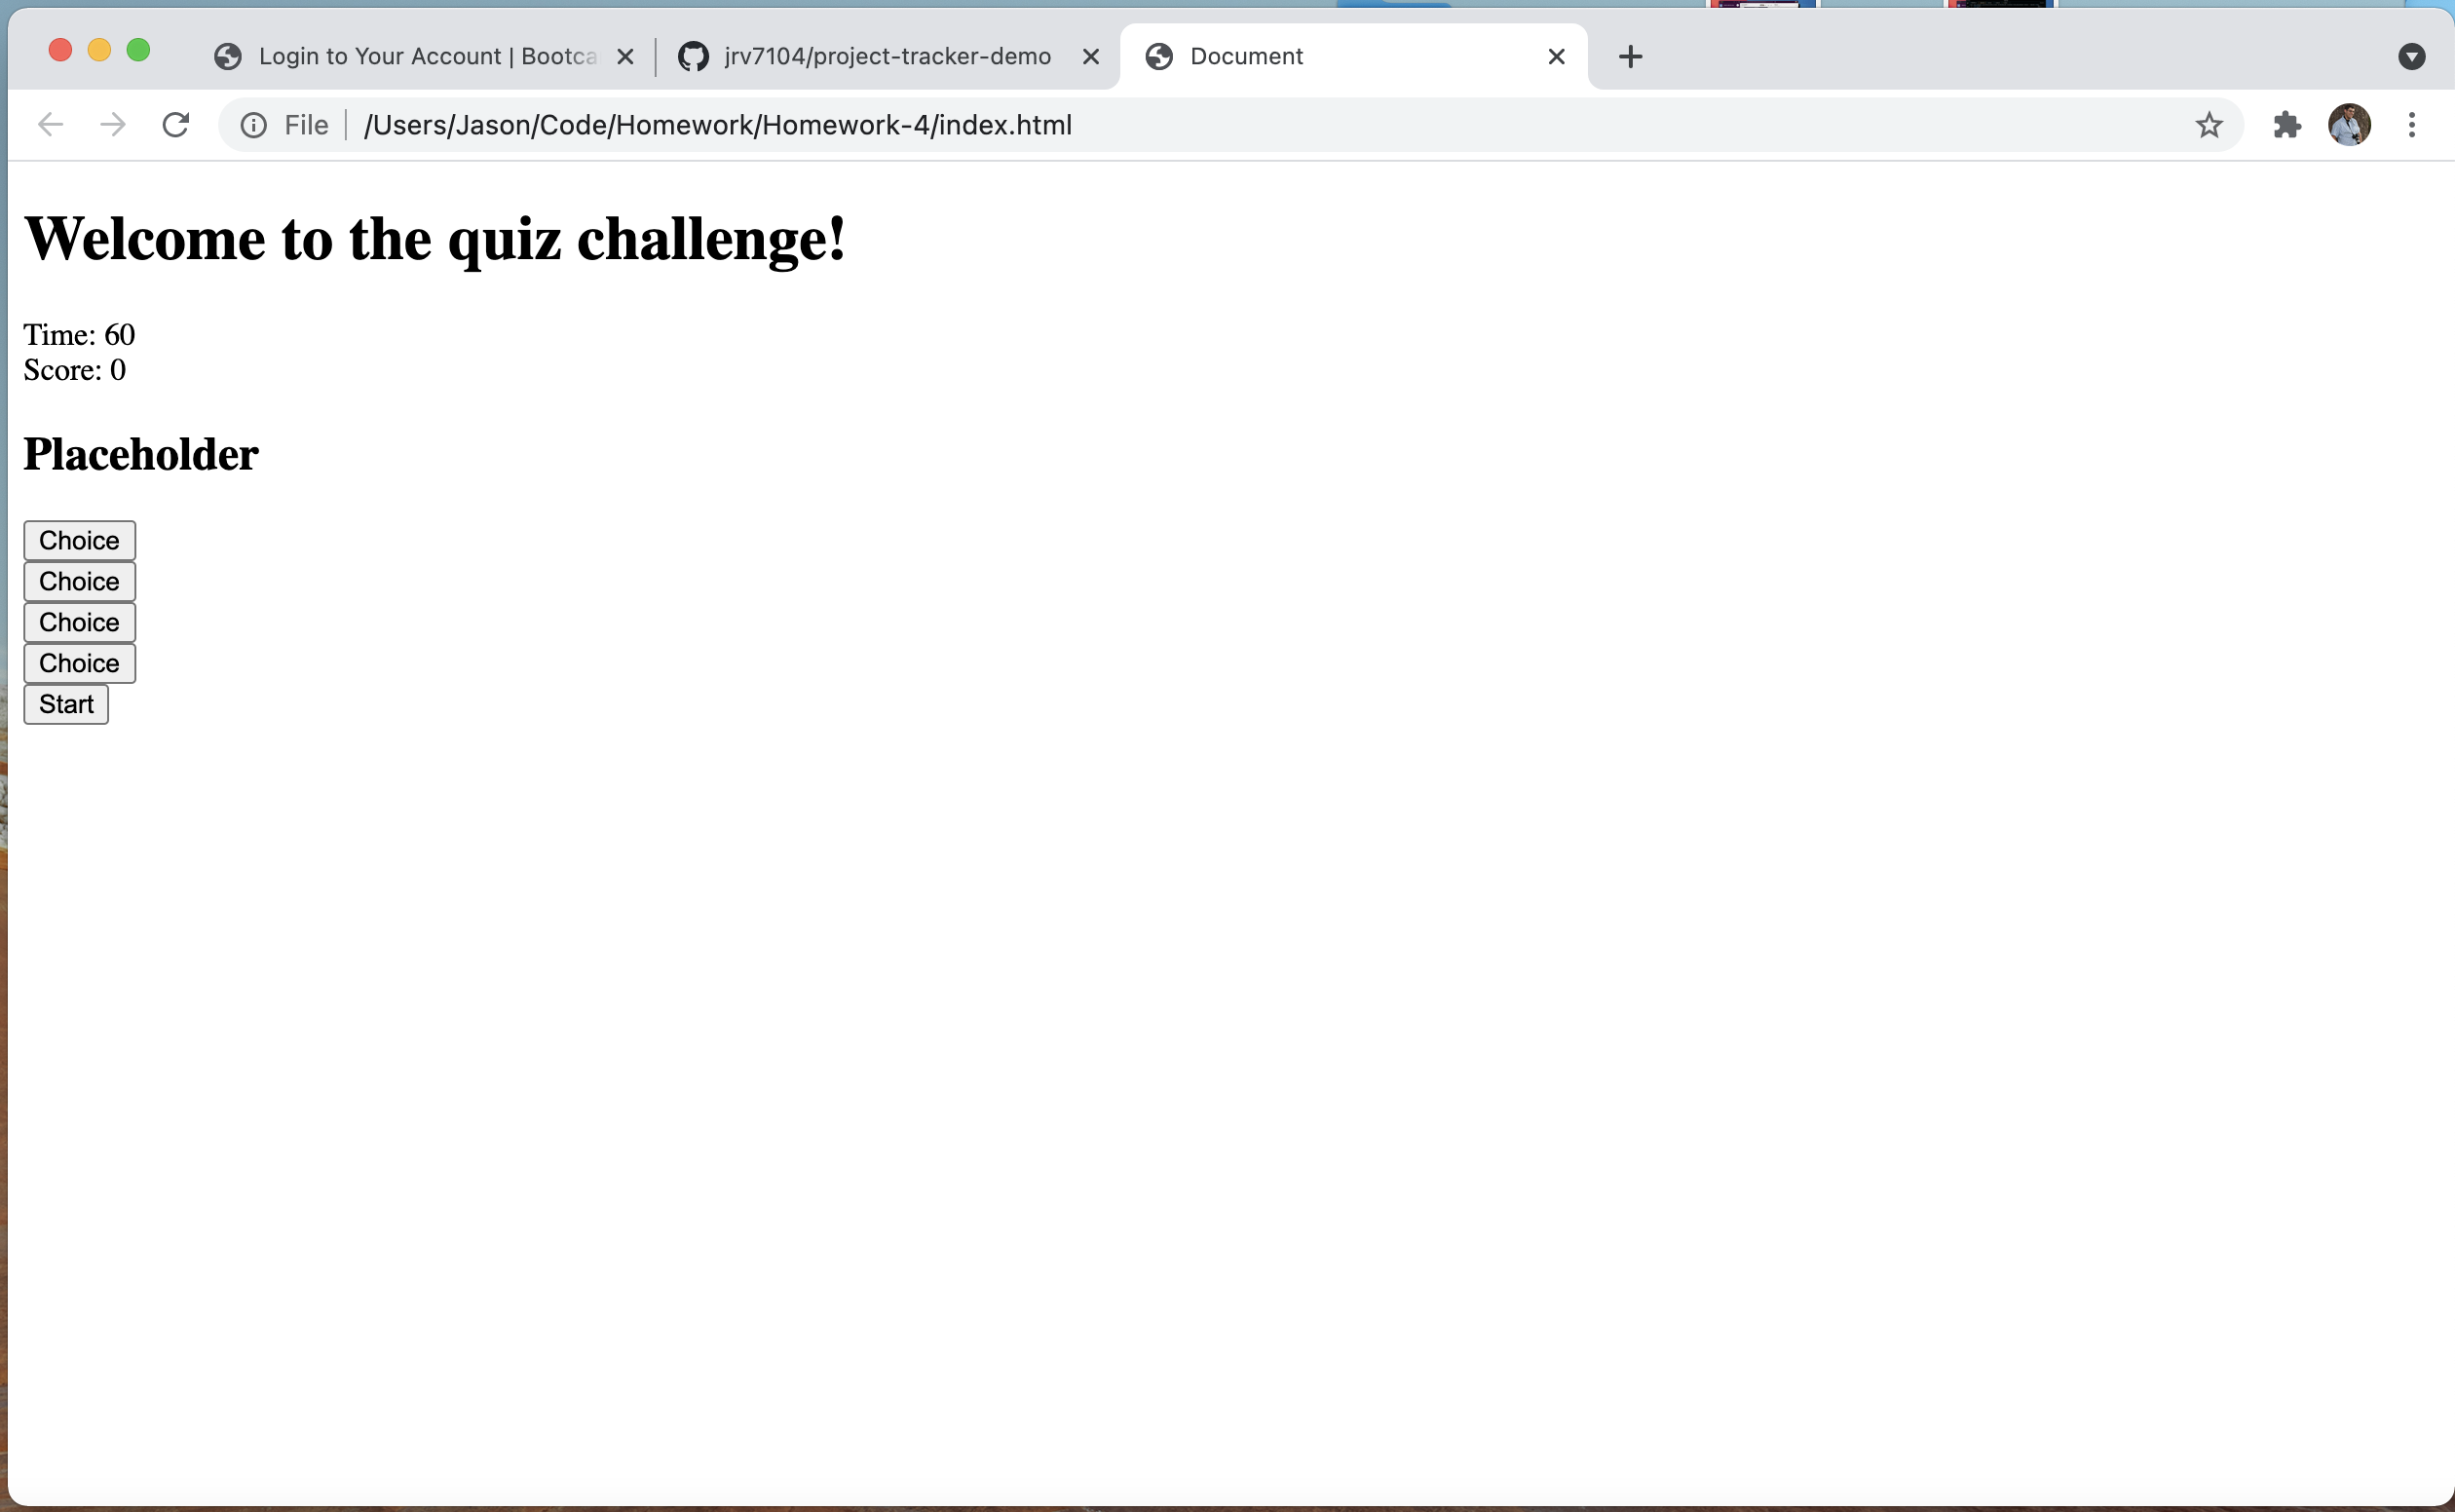 Login to Your Account | Bootca
jrv7104/project-tracker-demo
Document
File
/Users/Jason/Code/Homework/Homework-4/index.html
Welcome to the quiz challenge!
Time: 60
Score: 0
Placeholder
Choice
Choice
Choice
Choice
Start